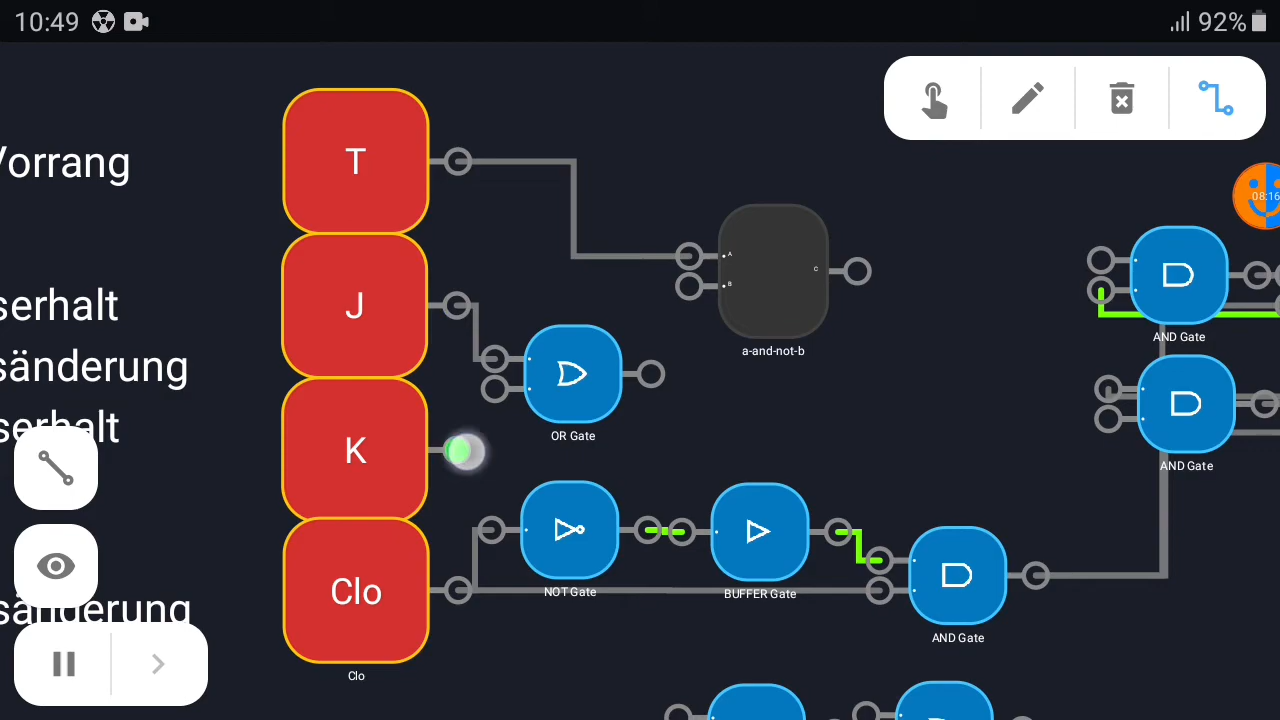 10:49
92%
Vorrang
serhalt
sänderung
serhalt
sänderung
T
J
K
Clo
Clo
A
B
C
a-and-not-b
OR Gate
NOT Gate
BUFFER Gate
AND Gate
AND Gate
AND Gate
08:16